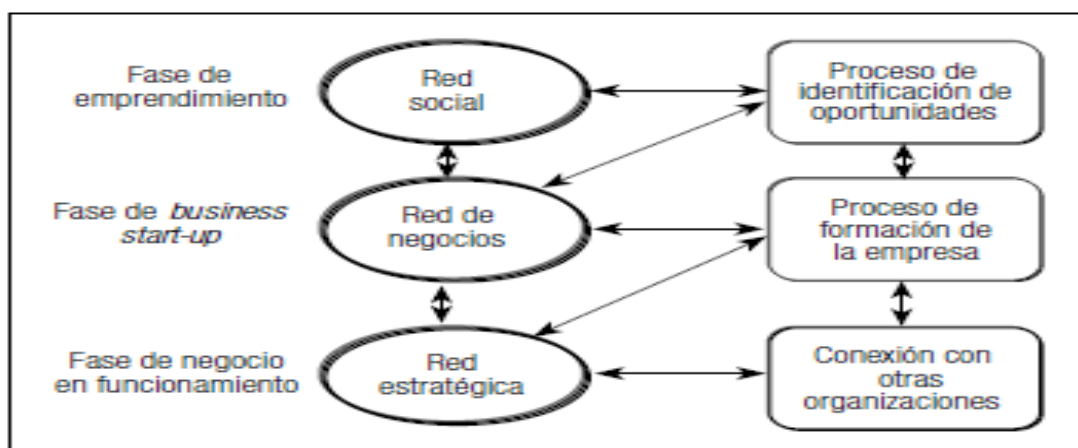 Fase de
emprendimiento
Red
social
Proceso de
identificación de
oportunidades
Fase de business
start-up
Red de
negocios
Proceso de
formación de
la empresa
Fase de negocio
en funcionamiento
Red
estratégica
Conexión con
otras
organizaciones